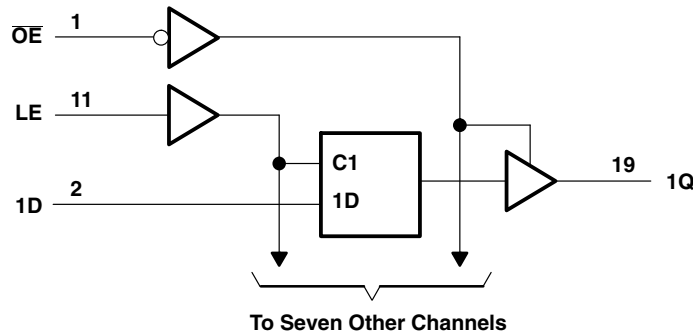 OE 1
LE 11
C1
1D 2 1D
19 1Q
To Seven Other Channels